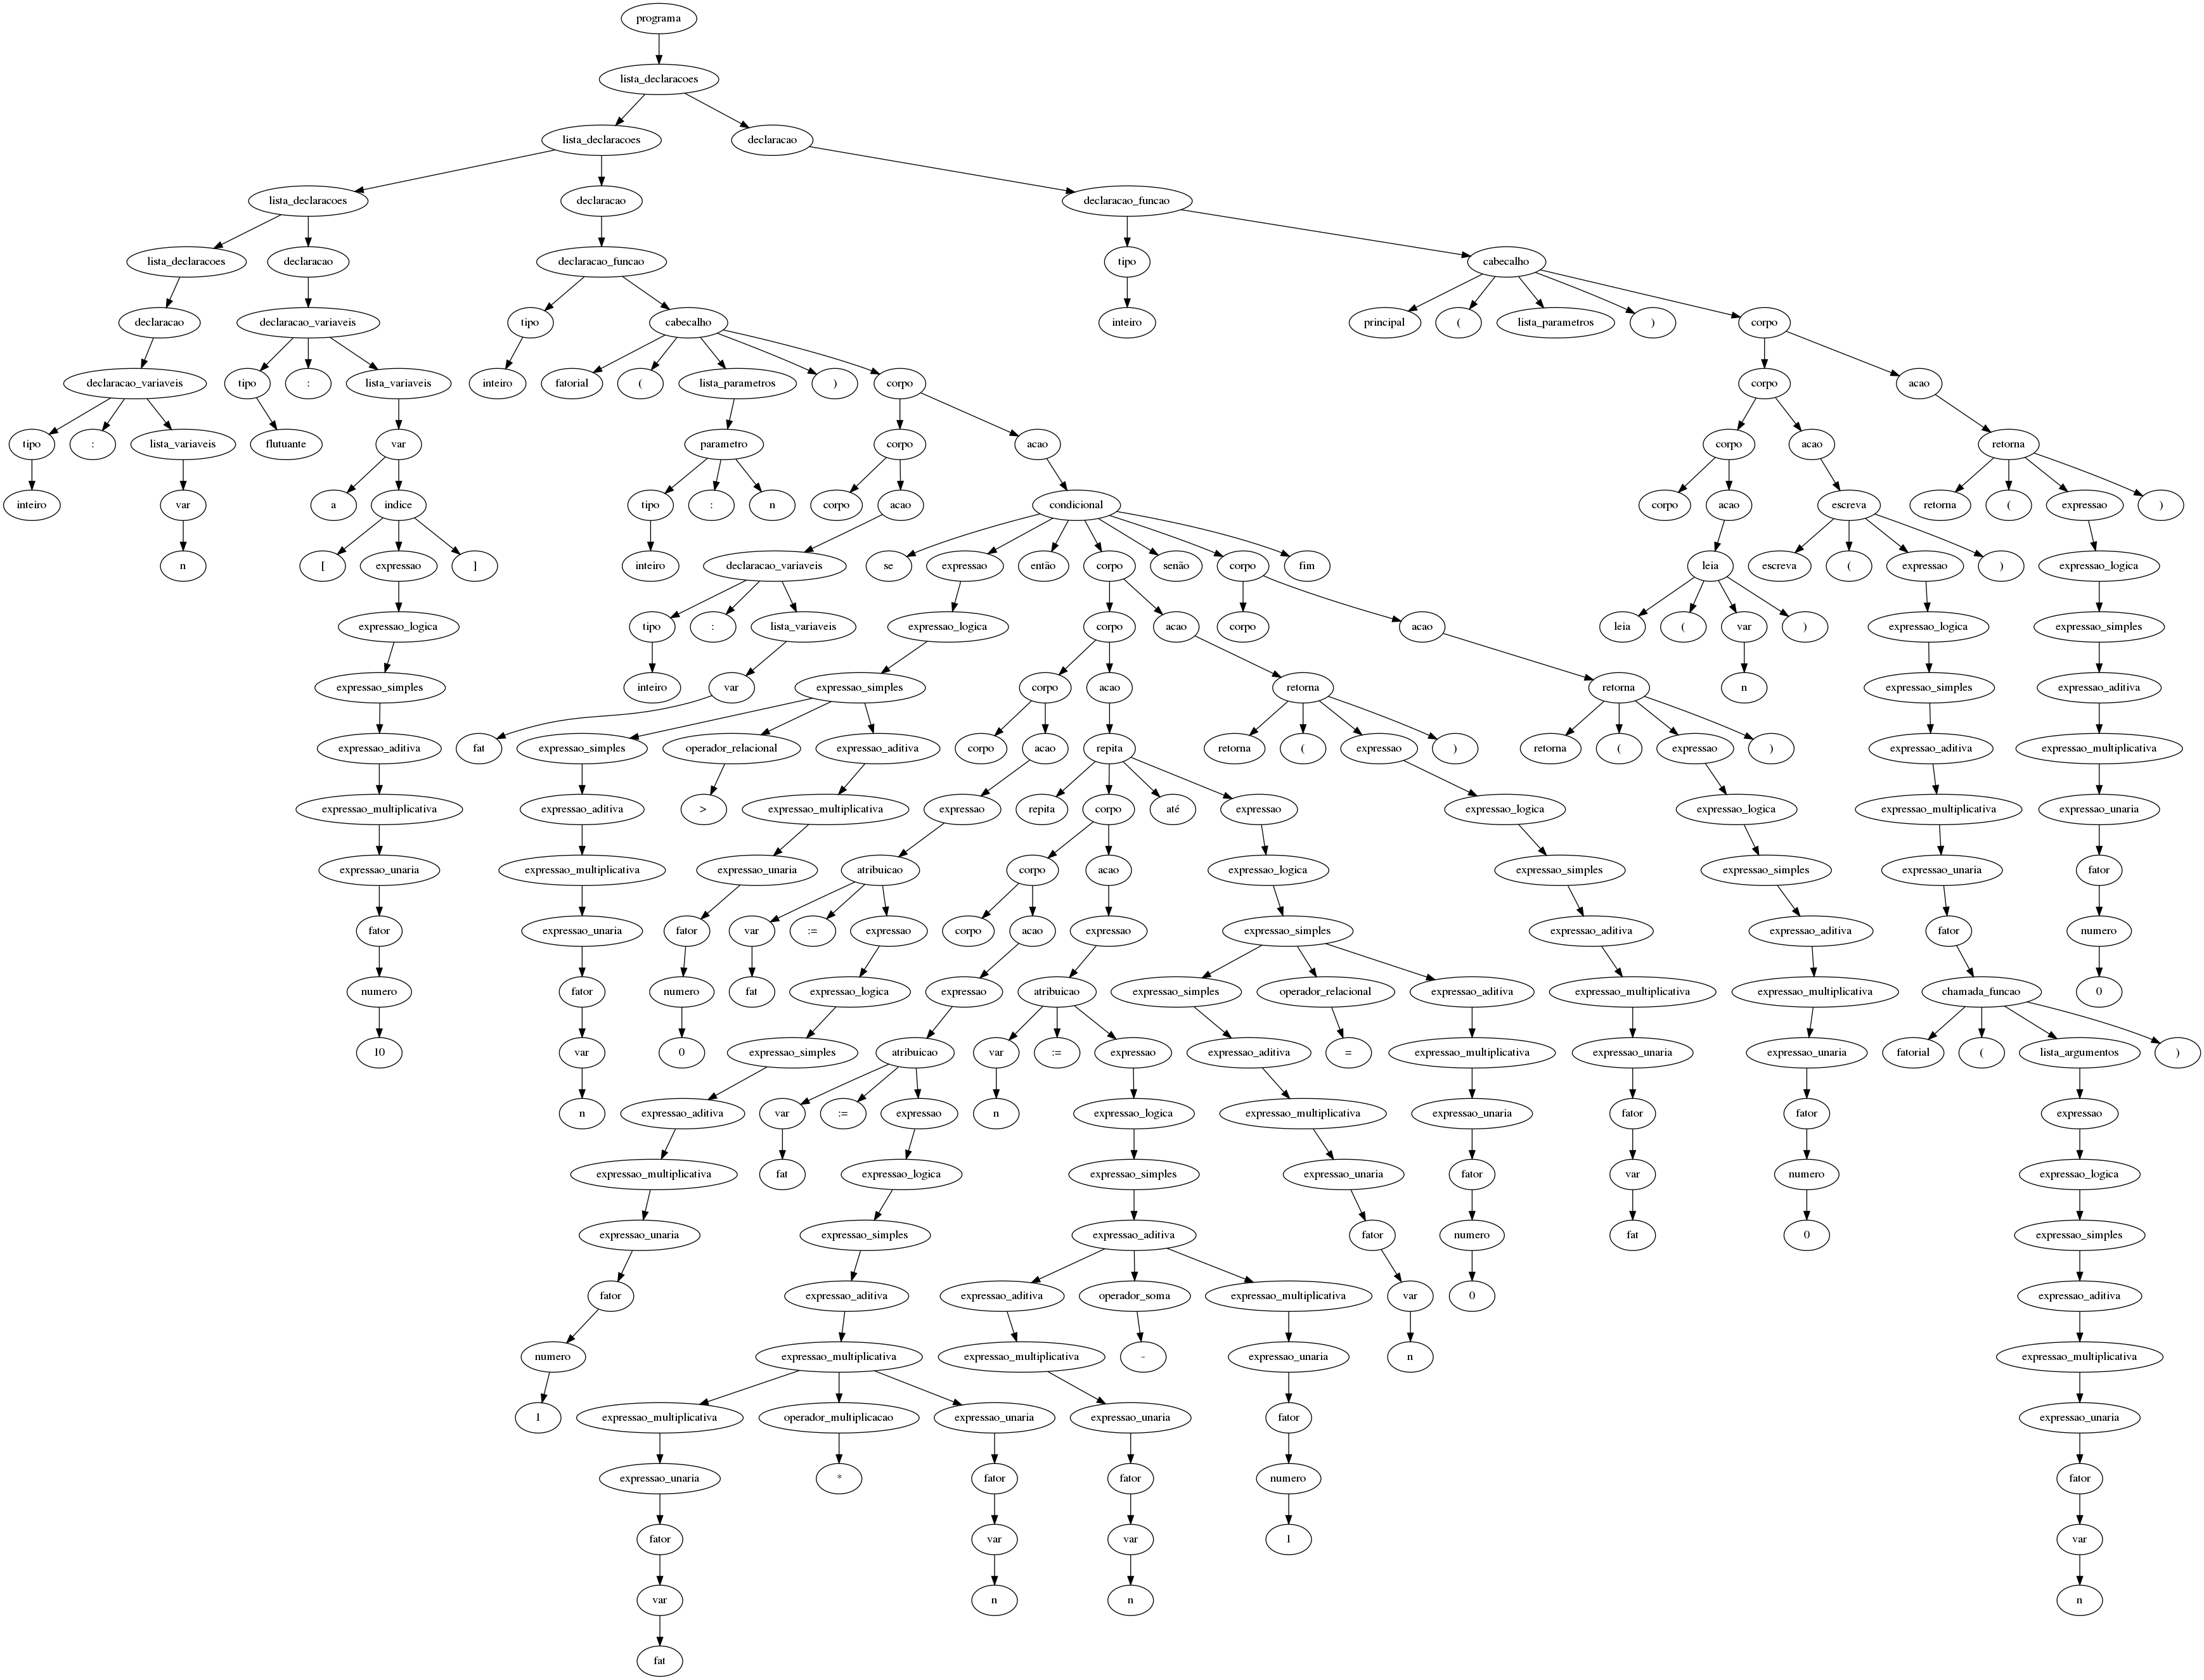 programa
lista_declaracoes
lista_declaracoes declaracao
lista_declaracoes declaracao declaracao_funcao
lista_declaracoes declaracao declaracao_funcao tipo cabecalho
declaracao declaracao_variaveis tipo cabecalho inteiro principal ( lista_parametros ) corpo
declaracao_variaveis tipo : lista_variaveis inteiro fatorial ( lista_parametros ) corpo corpo acao
tipo : lista_variaveis flutuante var parametro corpo acao corpo acao retorna
inteiro var a indice tipo : n corpo acao condicional corpo acao escreva retorna ( expressao )
n [ expressao ] inteiro declaracao_variaveis se expressao então corpo senão corpo fim leia escreva ( expressao ) expressao_logica
expressao_logica tipo : lista_variaveis expressao_logica corpo acao corpo acao leia ( var ) expressao_logica expressao_simples
expressao_simples inteiro var expressao_simples corpo acao retorna retorna n expressao_simples expressao_aditiva
expressao_aditiva fat expressao_simples operador_relacional expressao_aditiva corpo acao repita retorna ( expressao ) retorna ( expressao ) expressao_aditiva expressao_multiplicativa
expressao_multiplicativa expressao_aditiva > expressao_multiplicativa expressao repita corpo até expressao expressao_logica expressao_logica expressao_multiplicativa expressao_unaria
expressao_unaria expressao_multiplicativa expressao_unaria atribuicao corpo acao expressao_logica expressao_simples expressao_simples expressao_unaria fator
fator expressao_unaria fator var := expressao corpo acao expressao expressao_simples expressao_aditiva expressao_aditiva fator numero
numero fator numero fat expressao_logica expressao atribuicao expressao_simples operador_relacional expressao_aditiva expressao_multiplicativa expressao_multiplicativa chamada_funcao 0
10 var 0 expressao_simples atribuicao var := expressao expressao_aditiva = expressao_multiplicativa expressao_unaria expressao_unaria fatorial ( lista_argumentos )
n expressao_aditiva var := expressao n expressao_logica expressao_multiplicativa expressao_unaria fator fator expressao
expressao_multiplicativa fat expressao_logica expressao_simples expressao_unaria fator var numero expressao_logica
expressao_unaria expressao_simples expressao_aditiva fator numero fat 0 expressao_simples
fator expressao_aditiva expressao_aditiva operador_soma expressao_multiplicativa var 0 expressao_aditiva
numero expressao_multiplicativa expressao_multiplicativa - expressao_unaria n expressao_multiplicativa
1 expressao_multiplicativa operador_multiplicacao expressao_unaria expressao_unaria fator expressao_unaria
expressao_unaria * fator fator numero fator
fator var var 1 var
var n n n
fat